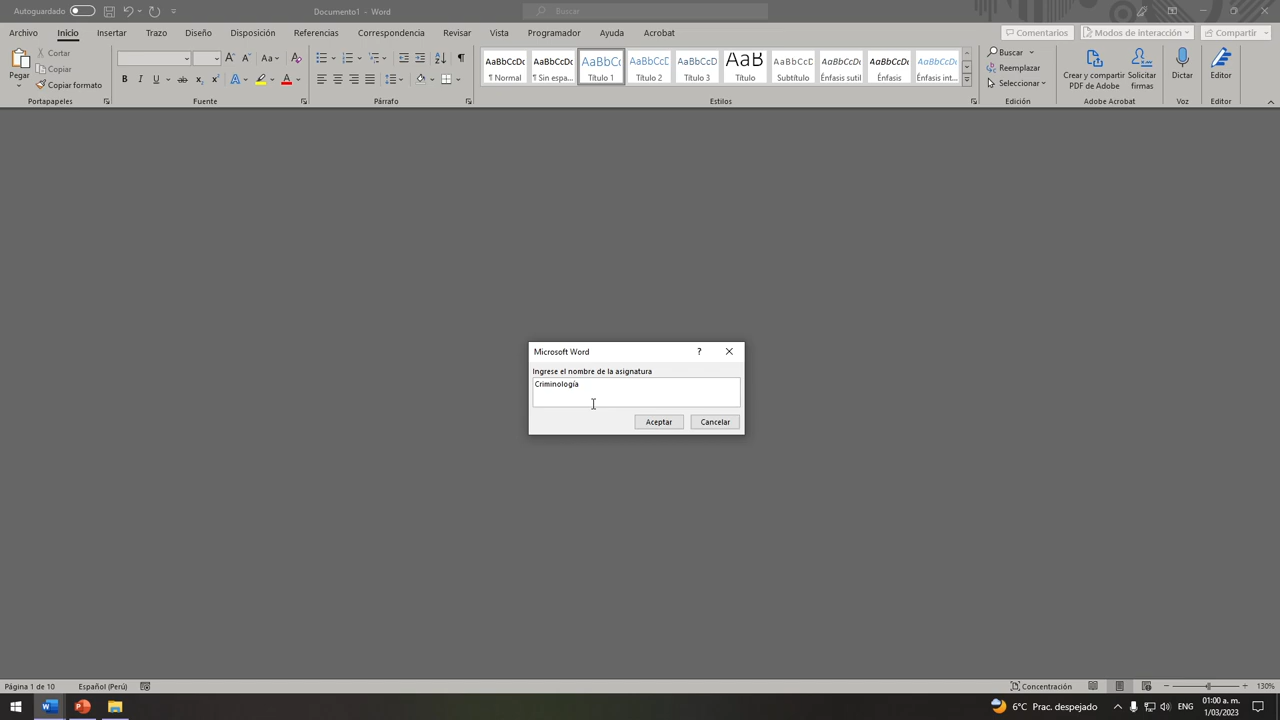 Autoguardado
Documento1 - Word
Buscar
Archivo Inicio Insertar Trazo Diseño Disposición Referencias Correspondencia Revisar Vista Programador Ayuda Acrobat
Comentarios Modos de interacción Compartir
Pegar
Cortar
Copiar
Copiar formato
Portapapeles
N K S ab x₂ x²
Aa
Fuente
Párrafo
AaBbCcDc AaBbCcDc AaBbCc AaBbCcD AaBbCcD AaB AaBbCcD AaBbCcDc AaBbCcDc AaBbCcDc
¶ Normal ¶ Sin espa... Título 1 Título 2 Título 3 Título Subtítulo Énfasis sutil Énfasis Énfasis int...
Estilos
Buscar
Reemplazar
Seleccionar
Edición
Crear y compartir PDF de Adobe
Solicitar firmas
Adobe Acrobat
Dictar
Voz
Editor
Editor
Microsoft Word ?
Ingrese el nombre de la asignatura
Criminología
Aceptar Cancelar
Página 1 de 10 Español (Perú)
Concentración 130%
6°C Prac. despejado
ENG
01:00 a. m.
1/03/2023